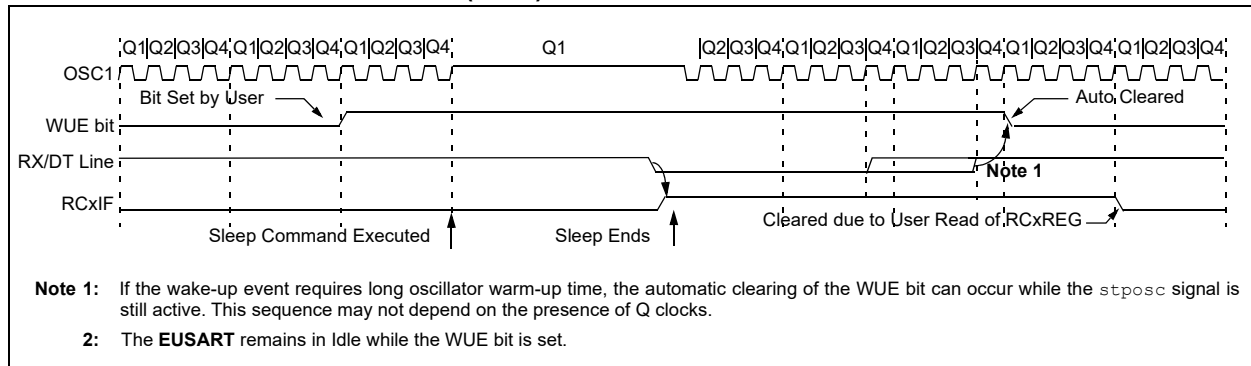 Q1|Q2|Q3|Q4|Q1|Q2|Q3|Q4|Q1|Q2|Q3|Q4 Q1 |Q2|Q3|Q4|Q1|Q2|Q3|Q4|Q1|Q2|Q3|Q4|Q1|Q2|Q3|Q4|Q1|Q2|Q3|Q4
OSC1
Bit Set by User Auto Cleared
WUE bit
RX/DT Line
Note 1
RCxIF
Cleared due to User Read of RCxREG
Sleep Command Executed Sleep Ends
Note 1: If the wake-up event requires long oscillator warm-up time, the automatic clearing of the WUE bit can occur while the stposc signal is
still active. This sequence may not depend on the presence of Q clocks.
2: The EUSART remains in Idle while the WUE bit is set.